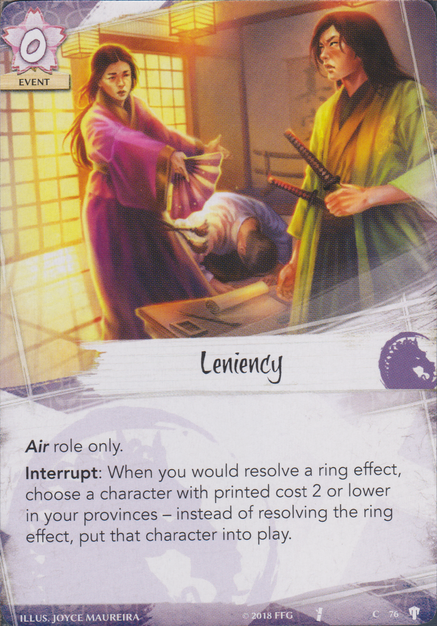 0
EVENT
Leniency
Air role only.
Interrupt: When you would resolve a ring effect,
choose a character with printed cost 2 or lower
in your provinces – instead of resolving the ring
effect, put that character into play.
ILLUS. JOYCE MAUREIRA © 2018 FFG C 76